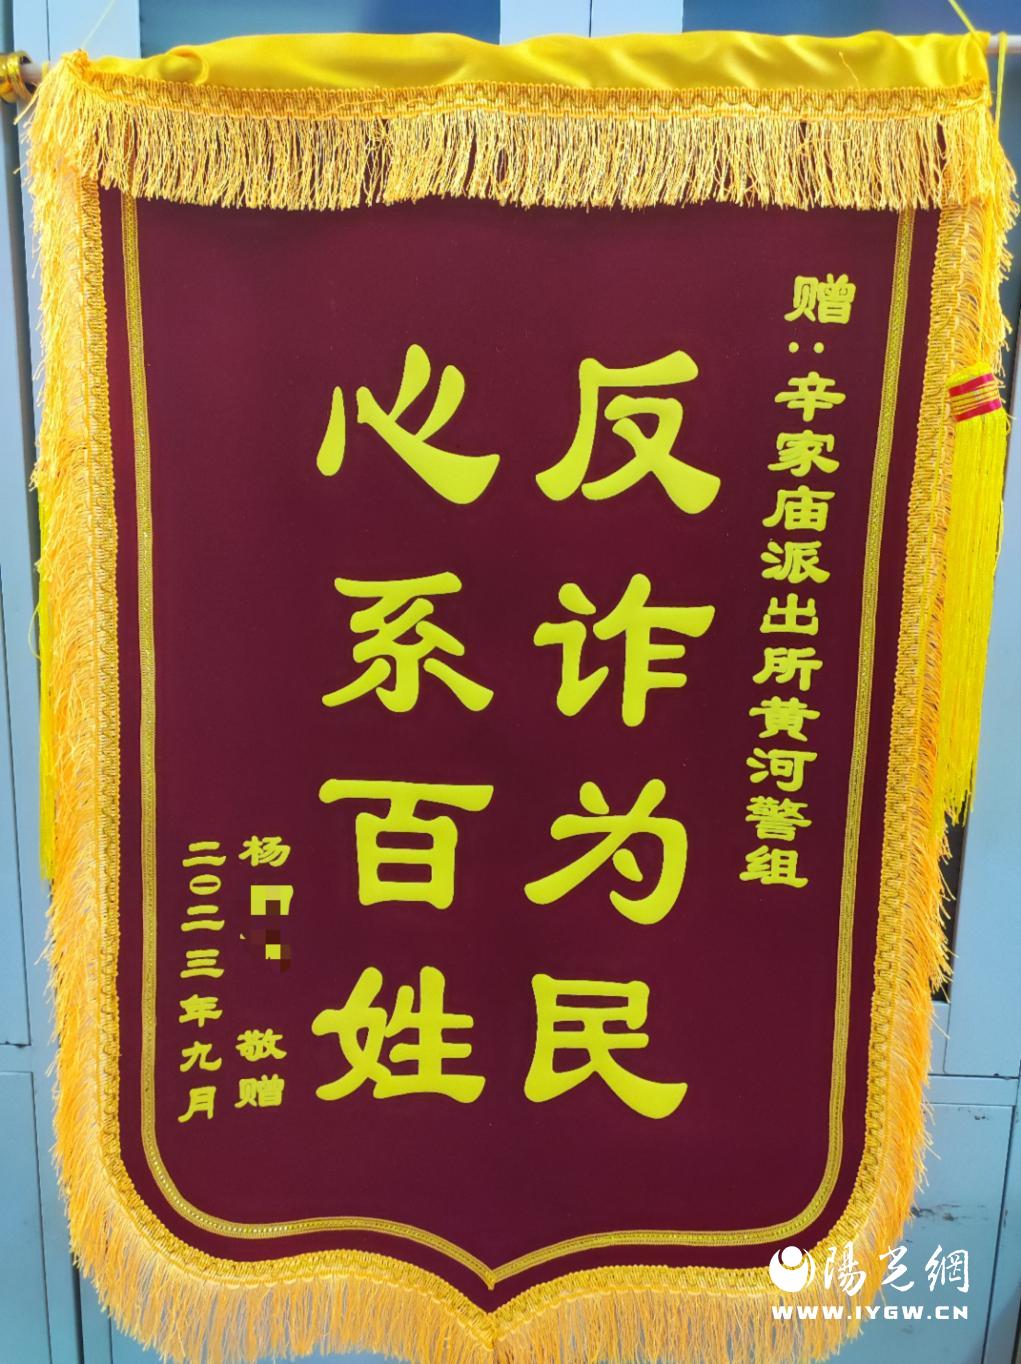 赠：辛家庙派出所黄河警组
反诈为民
心系百姓
杨 敬赠
二〇二三年九月
陽光網
WWW.IYGW.CN